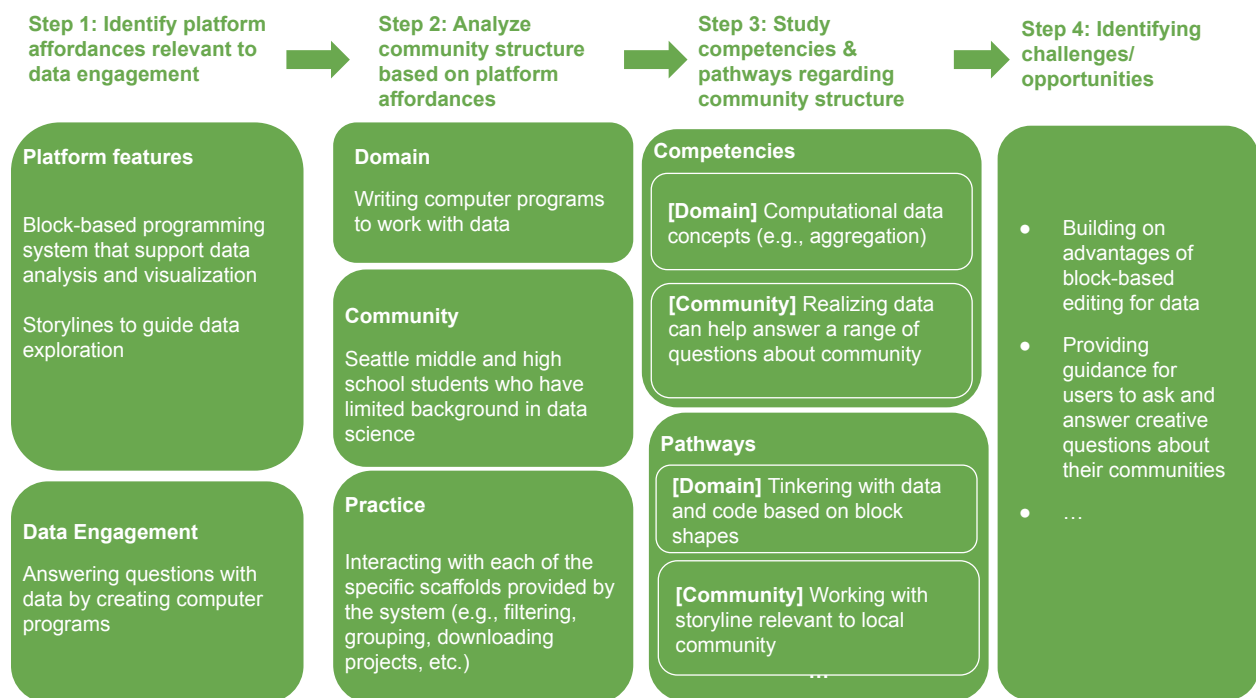 Step 1: Identify platform
affordances relevant to
data engagement
Step 2: Analyze
community structure
based on platform
affordances
Step 3: Study
competencies &
pathways regarding
community structure
Step 4: Identifying
challenges/
opportunities
Platform features
Block-based programming
system that support data
analysis and visualization
Storylines to guide data
exploration
Data Engagement
Answering questions with
data by creating computer
programs
Domain
Writing computer programs
to work with data
Community
Seattle middle and high
school students who have
limited background in data
science
Practice
Interacting with each of the
specific scaffolds provided by
the system (e.g., filtering,
grouping, downloading
projects, etc.)
Competencies
[Domain] Computational data
concepts (e.g., aggregation)
[Community] Realizing data
can help answer a range of
questions about community
Pathways
[Domain] Tinkering with data
and code based on block
shapes
[Community] Working with
storyline relevant to local
community
...
● Building on
advantages of
block-based
editing for data
● Providing
guidance for
users to ask and
answer creative
questions about
their communities
● …